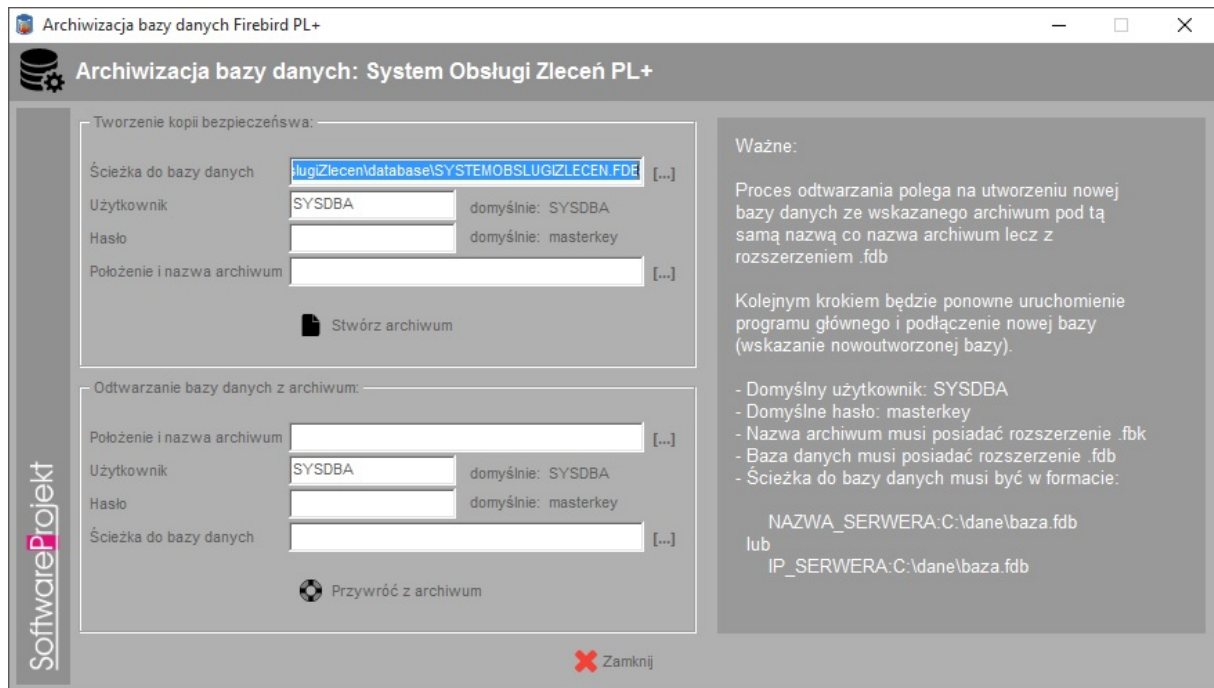 Archiwizacja bazy danych Firebird PL+
Archiwizacja bazy danych: System Obsługi Zleceń PL+
Tworzenie kopii bezpieczeńswa:
Ścieżka do bazy danych slugiZlecen\database\SYSTEMOBSLUGIZLECEN.FDB [...]
Użytkownik SYSDBA domyślnie: SYSDBA
Hasło domyślnie: masterkey
Położenie i nazwa archiwum [...]
Stwórz archiwum
Odtwarzanie bazy danych z archiwum:
Położenie i nazwa archiwum [...]
Użytkownik SYSDBA domyślnie: SYSDBA
Hasło domyślnie: masterkey
Ścieżka do bazy danych [...]
Przywróć z archiwum
Ważne:
Proces odtwarzania polega na utworzeniu nowej
bazy danych ze wskazanego archiwum pod tą
samą nazwą co nazwa archiwum lecz z
rozszerzeniem .fdb
Kolejnym krokiem będzie ponowne uruchomienie
programu głównego i podłączenie nowej bazy
(wskazanie nowoutworzonej bazy).
- Domyślny użytkownik: SYSDBA
- Domyślne hasło: masterkey
- Nazwa archiwum musi posiadać rozszerzenie .fbk
- Baza danych musi posiadać rozszerzenie .fdb
- Ścieżka do bazy danych musi być w formacie:
NAZWA_SERWERA:C:\dane\baza.fdb
lub
IP_SERWERA:C:\dane\baza.fdb
SoftwareProjekt
Zamknij